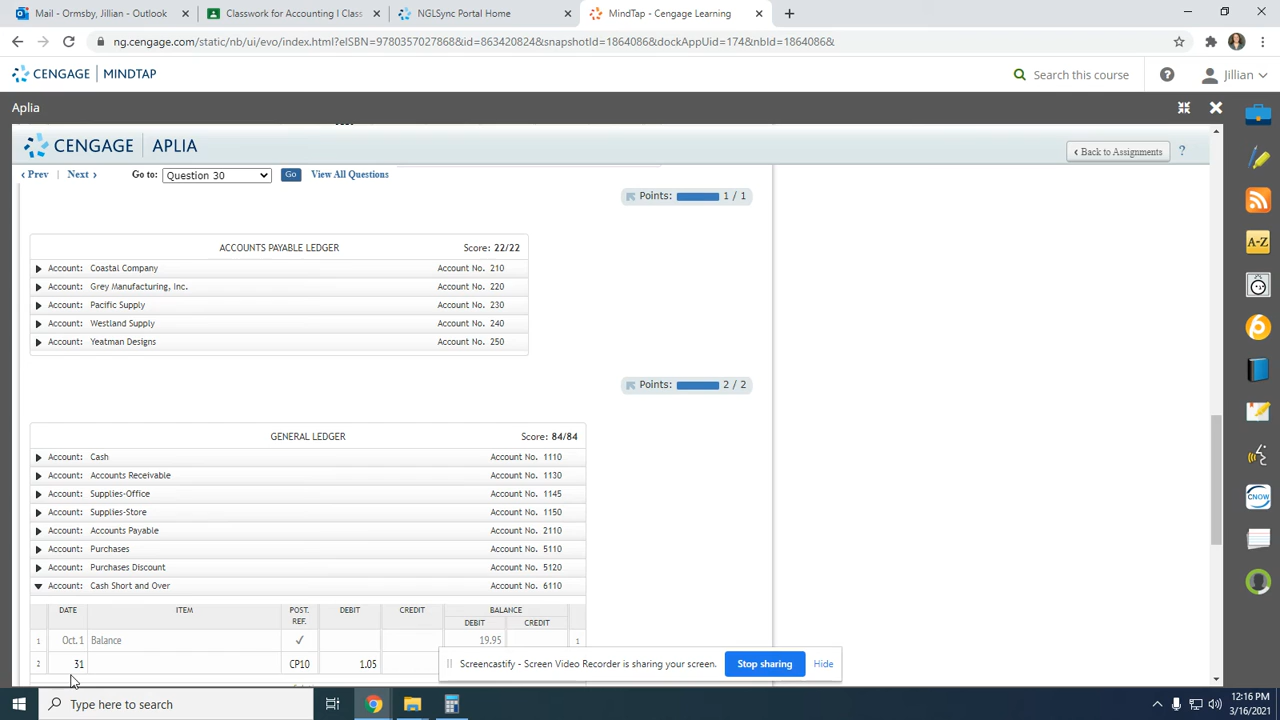 Mail - Ormsby, Jillian - Outlook
Classwork for Accounting I Class
NGLSync Portal Home
MindTap - Cengage Learning
ng.cengage.com/static/nb/ui/evo/index.html?eISBN=9780357027868&id=863420824&snapshotId=1864086&dockAppUid=174&nbId=1864086&
CENGAGE | MINDTAP
Search this course
Jillian
Aplia
CENGAGE | APLIA
Back to Assignments ?
Prev | Next
Go to: Question 30 Go View All Questions
Points: 1 / 1
ACCOUNTS PAYABLE LEDGER Score: 22/22
Account: Coastal Company Account No. 210
Account: Grey Manufacturing, Inc. Account No. 220
Account: Pacific Supply Account No. 230
Account: Westland Supply Account No. 240
Account: Yeatman Designs Account No. 250
Points: 2 / 2
GENERAL LEDGER Score: 84/84
Account: Cash Account No. 1110
Account: Accounts Receivable Account No. 1130
Account: Supplies-Office Account No. 1145
Account: Supplies-Store Account No. 1150
Account: Accounts Payable Account No. 2110
Account: Purchases Account No. 5110
Account: Purchases Discount Account No. 5120
Account: Cash Short and Over Account No. 6110
DATE ITEM POST. REF. DEBIT CREDIT BALANCE
DEBIT CREDIT
1 Oct. 1 Balance ✓ 19.95 1
2 31 CP10 1.05
Screencastify - Screen Video Recorder is sharing your screen. Stop sharing Hide
A-Z
CNOW
Type here to search
12:16 PM
3/16/2021